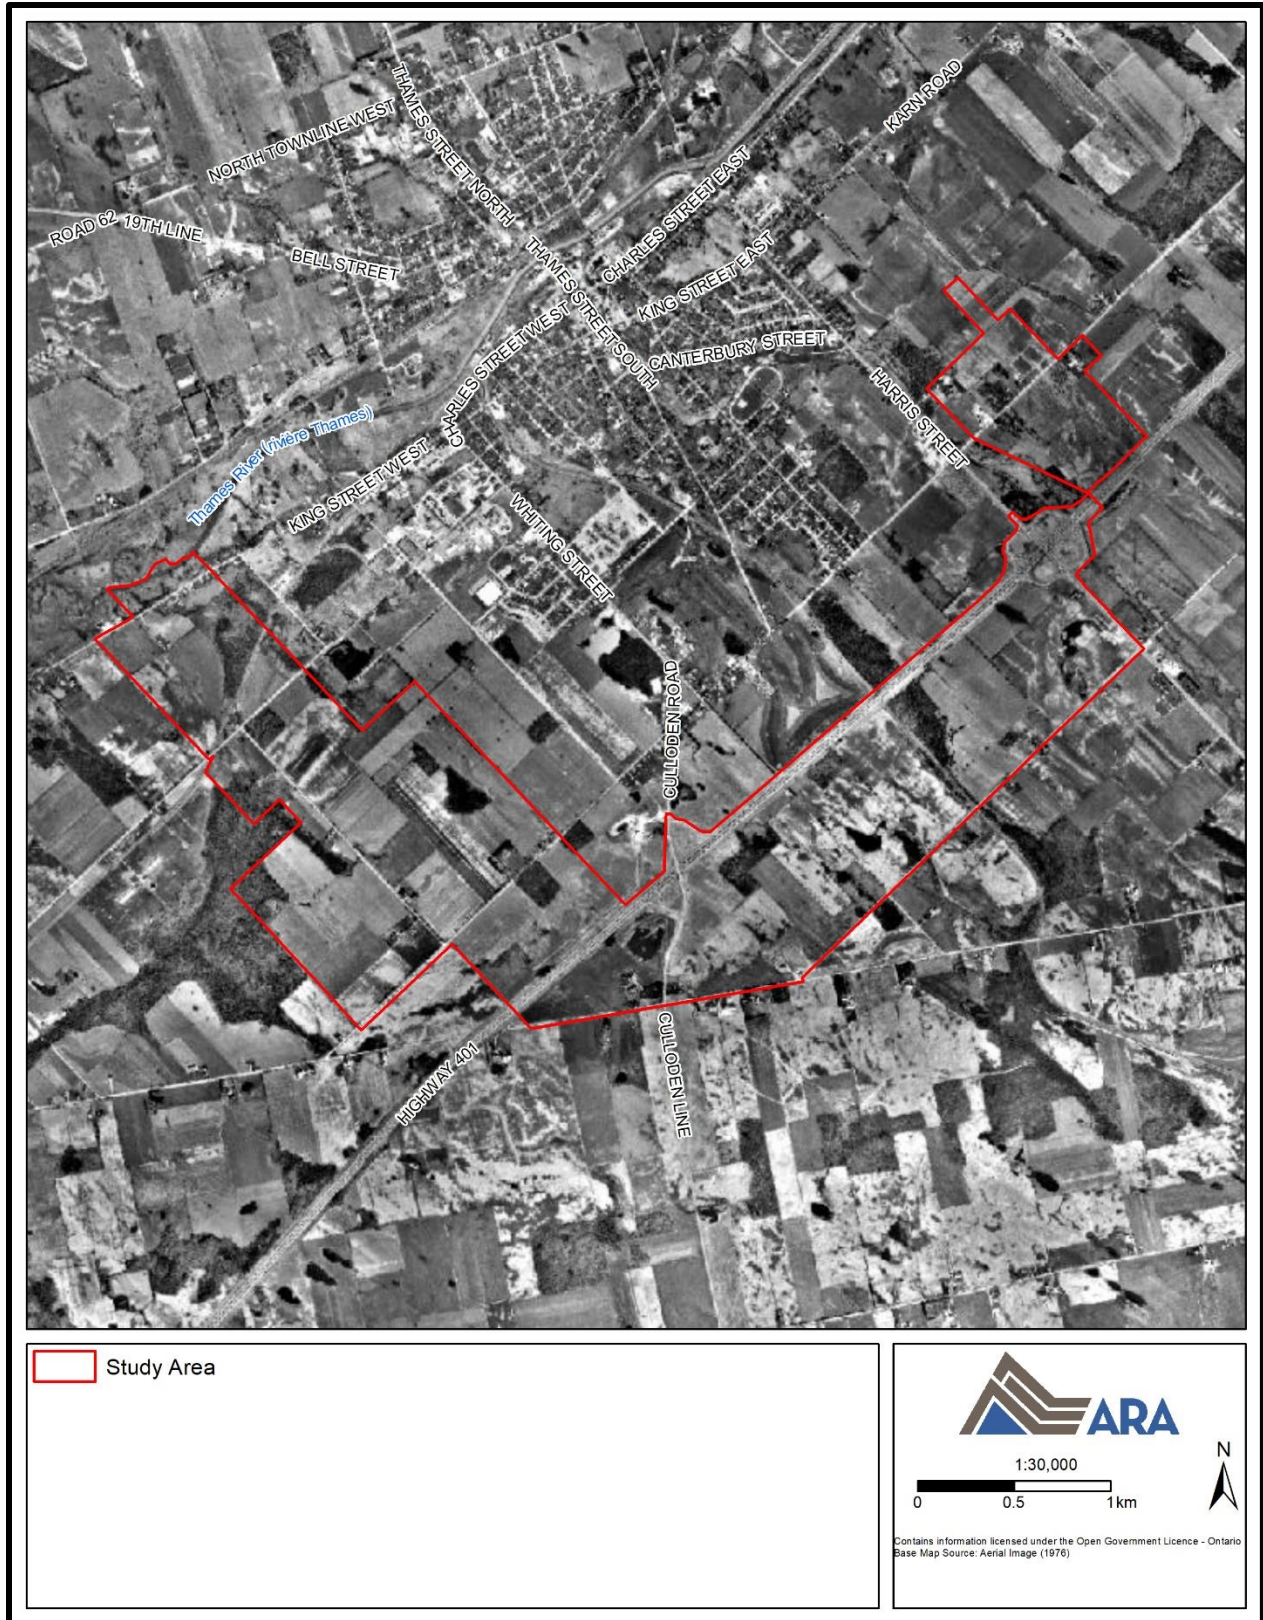 THAMES STREET NORTH
KARN ROAD
NORTH TOWNLINE WEST
CHARLES STREET EAST
ROAD 62 19TH LINE
BELL STREET
THAMES STREET SOUTH
KING STREET EAST
CHARLES STREET WEST
CANTERBURY STREET
HARRIS STREET
Thames River (rivière Thames)
KING STREET WEST
WHITING STREET
CULLODEN ROAD
CULLODEN LINE
HIGHWAY 401
Study Area
ARA
N
1:30,000
0 0.5 1km
Contains information licensed under the Open Government Licence - Ontario
Base Map Source: Aerial Image (1976)